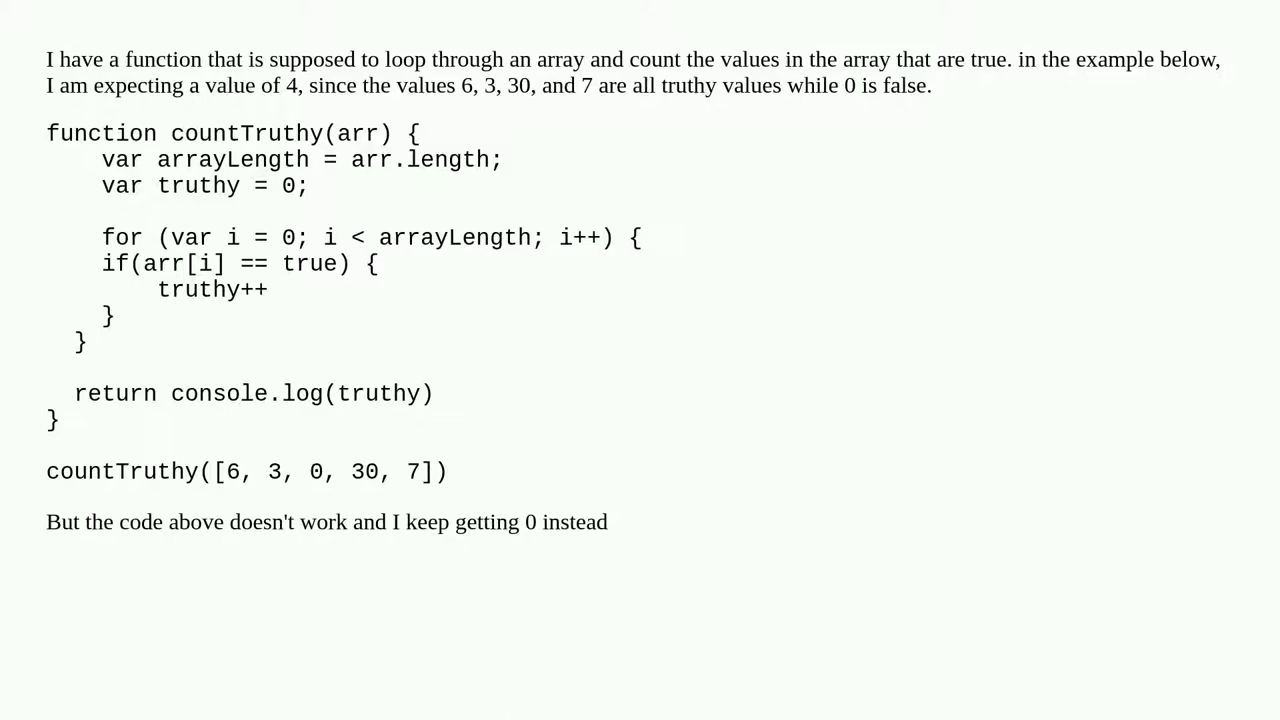 I have a function that is supposed to loop through an array and count the values in the array that are true. in the example below,
I am expecting a value of 4, since the values 6, 3, 30, and 7 are all truthy values while 0 is false.
function countTruthy(arr) {
    var arrayLength = arr.length;
    var truthy = 0;
    for (var i = 0; i < arrayLength; i++) {
    if(arr[i] == true) {
        truthy++
    }
  }
  return console.log(truthy)
}
countTruthy([6, 3, 0, 30, 7])
But the code above doesn't work and I keep getting 0 instead